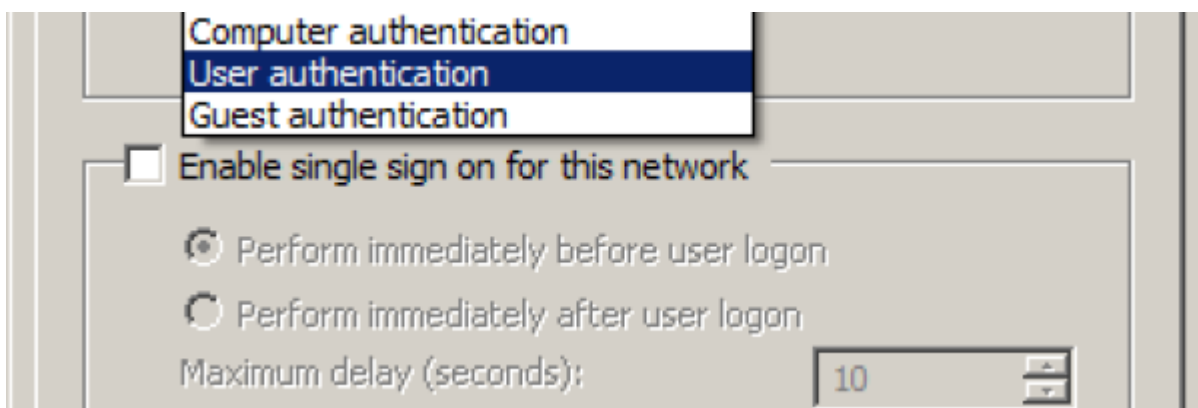 Computer authentication
User authentication
Guest authentication
Enable single sign on for this network
Perform immediately before user logon
Perform immediately after user logon
Maximum delay (seconds): 10